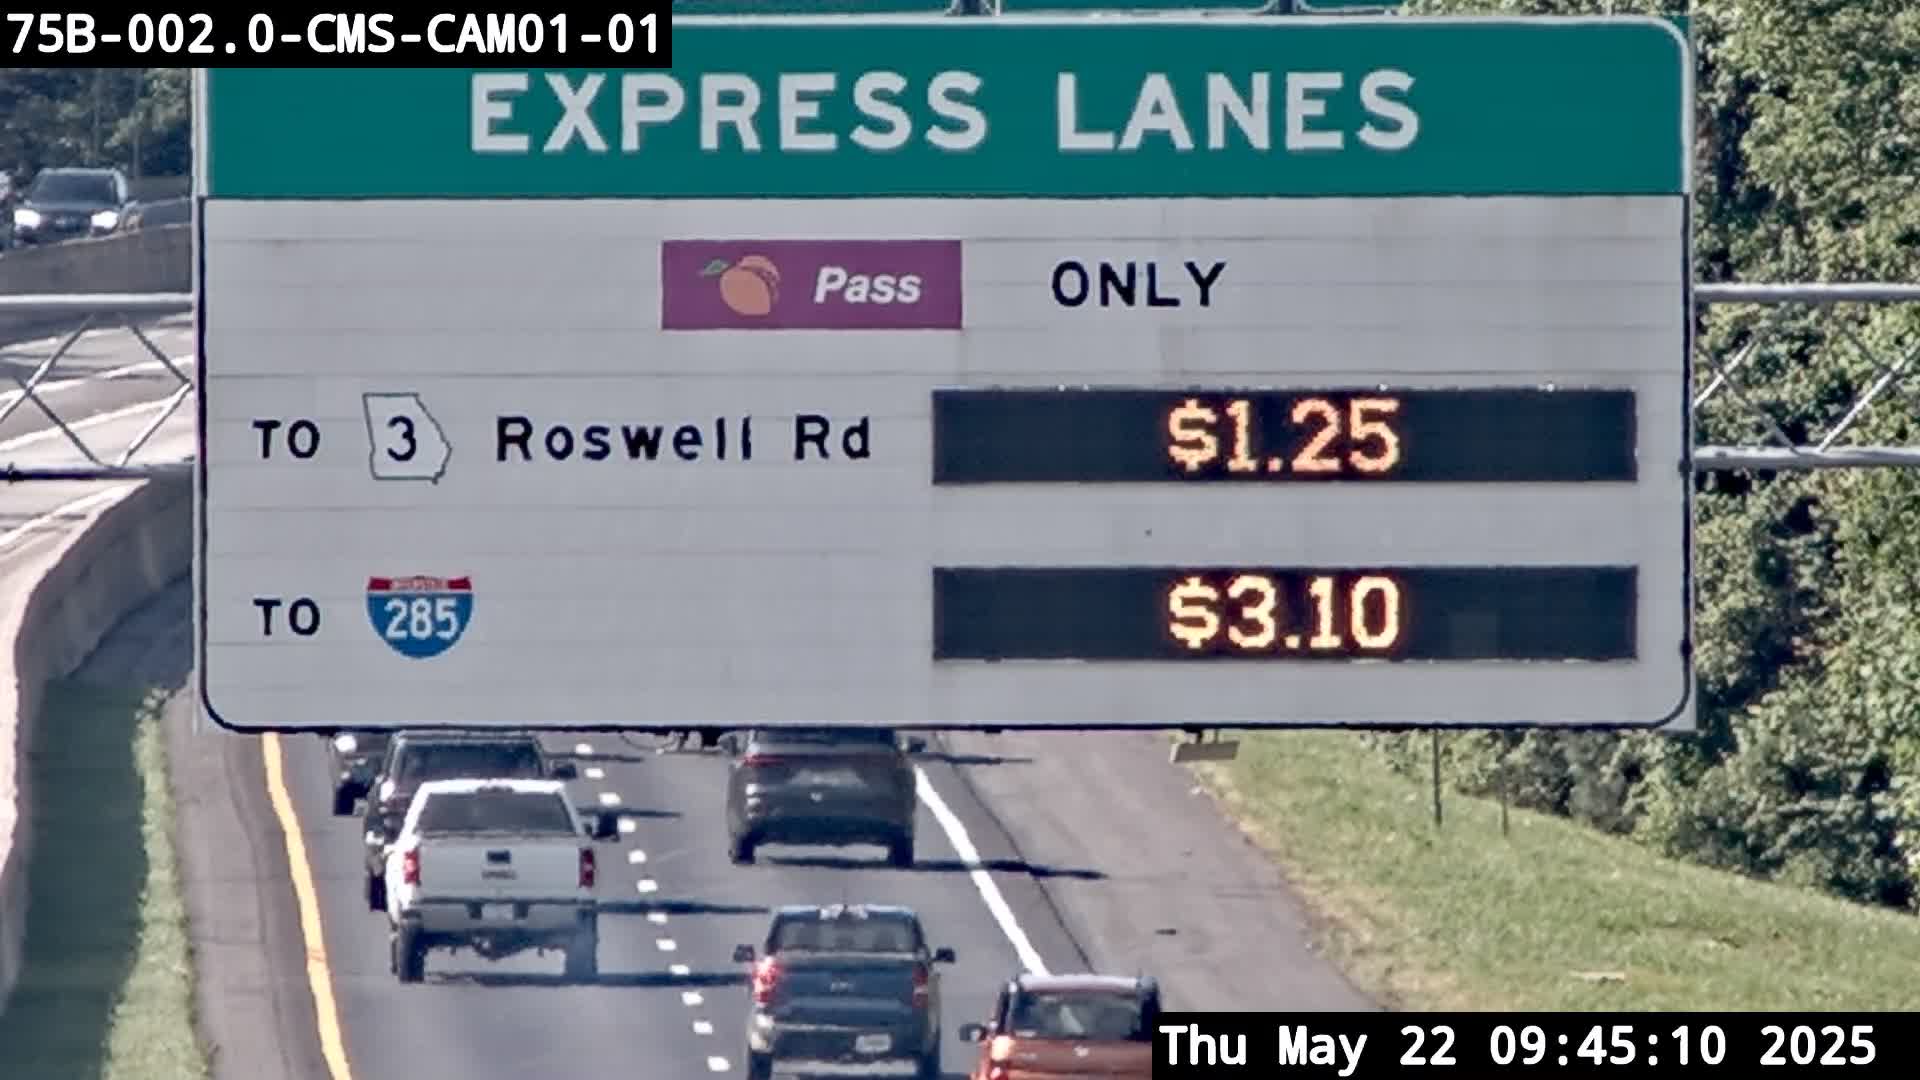 75B-002.0-CMS-CAM01-01
EXPRESS LANES
Pass ONLY
TO 3 Roswell Rd $1.25
INTERSTATE
TO 285 $3.10
Thu May 22 09:45:10 2025